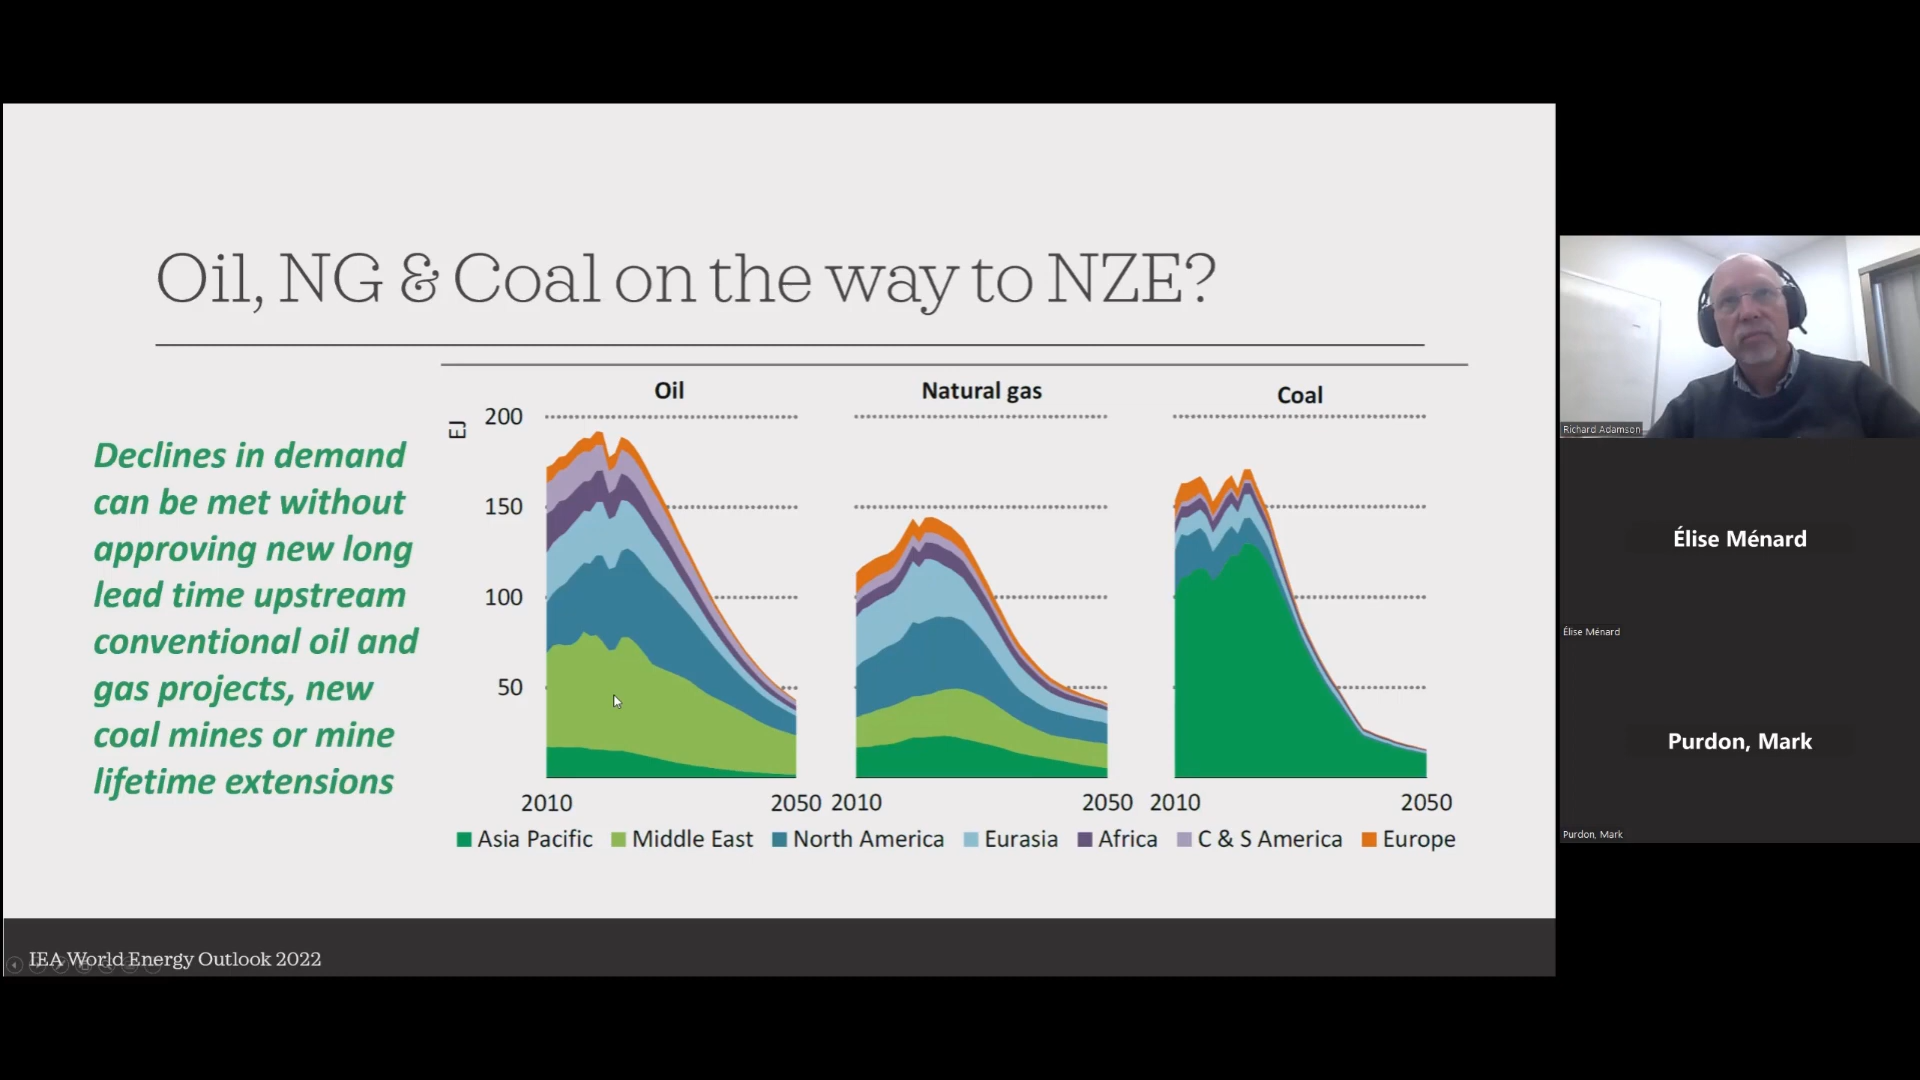 Oil, NG & Coal on the way to NZE?
Declines in demand
can be met without
approving new long
lead time upstream
conventional oil and
gas projects, new
coal mines or mine
lifetime extensions
Oil
Natural gas
Coal
EJ
200
150
100
50
2010
2050
2010
2050
2010
2050
Asia Pacific
Middle East
North America
Eurasia
Africa
C & S America
Europe
IEA World Energy Outlook 2022
Richard Adamson
Élise Ménard
Élise Ménard
Purdon, Mark
Purdon, Mark